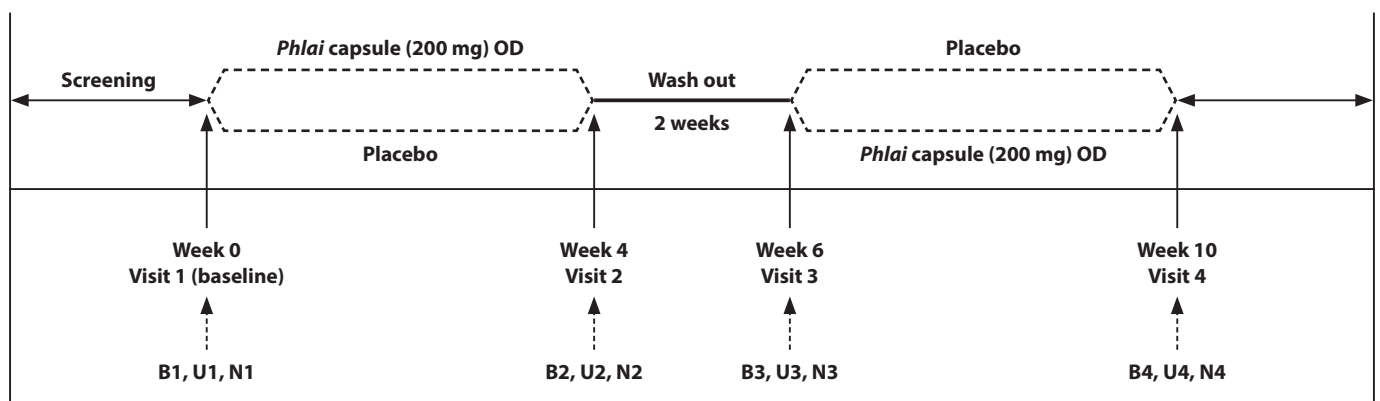 Phlai capsule (200 mg) OD
Placebo
Screening
Wash out
2 weeks
Placebo
Phlai capsule (200 mg) OD
Week 0
Visit 1 (baseline)
Week 4
Visit 2
Week 6
Visit 3
Week 10
Visit 4
B1, U1, N1
B2, U2, N2
B3, U3, N3
B4, U4, N4